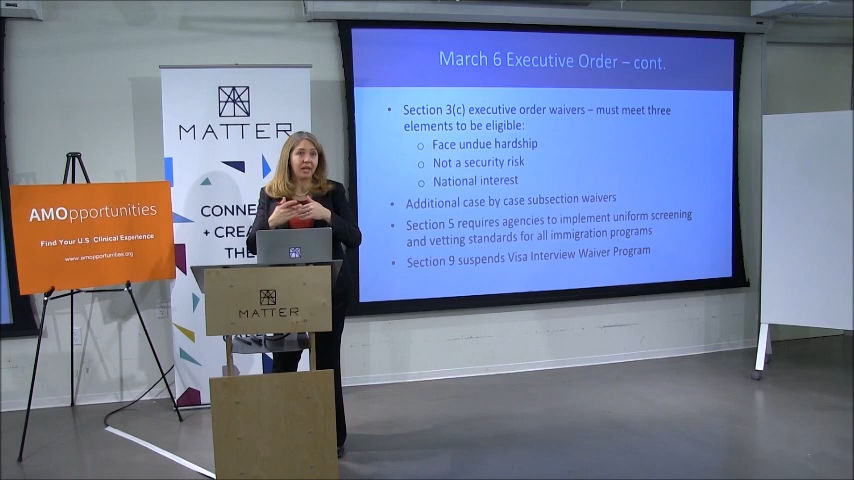 March 6 Executive Order – cont.
• Section 3(c) executive order waivers – must meet three
elements to be eligible:
o Face undue hardship
o Not a security risk
o National interest
• Additional case by case subsection waivers
• Section 5 requires agencies to implement uniform screening
and vetting standards for all immigration programs
• Section 9 suspends Visa Interview Waiver Program
MATTER
CONNE
+ CREA
THE
AMOpportunities
Find Your U.S Clinical Experience
www.amopportunities.org
MATTER